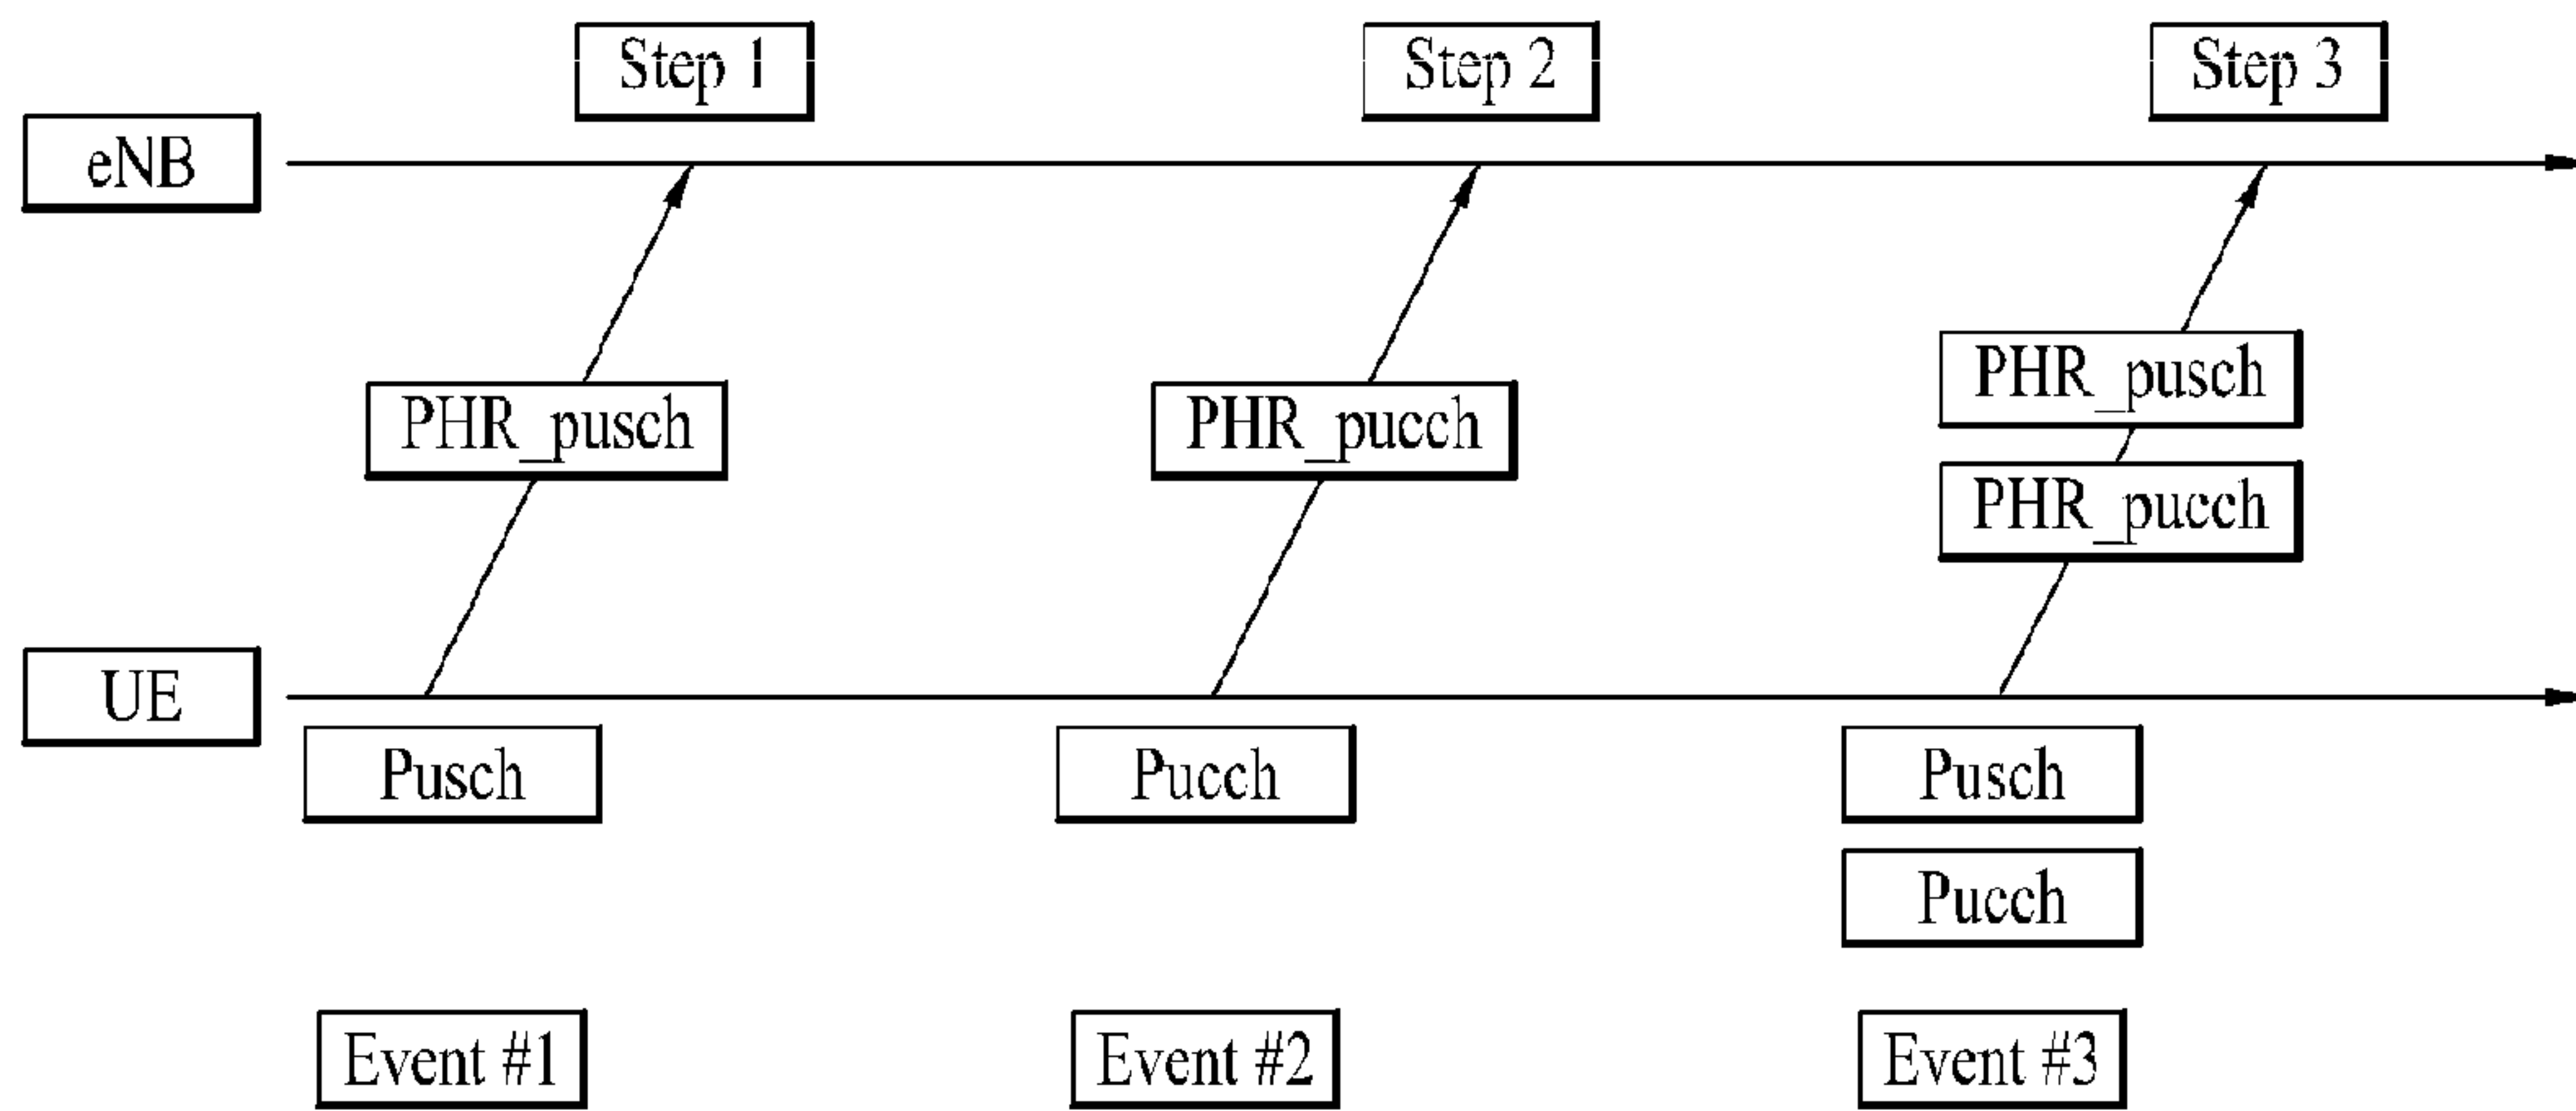 Step 1
Step 2
Step 3
eNB
PHR_pusch
PHR_pucch
PHR_pusch
PHR_pucch
UE
Pusch
Pucch
Pusch
Pucch
Event #1
Event #2
Event #3